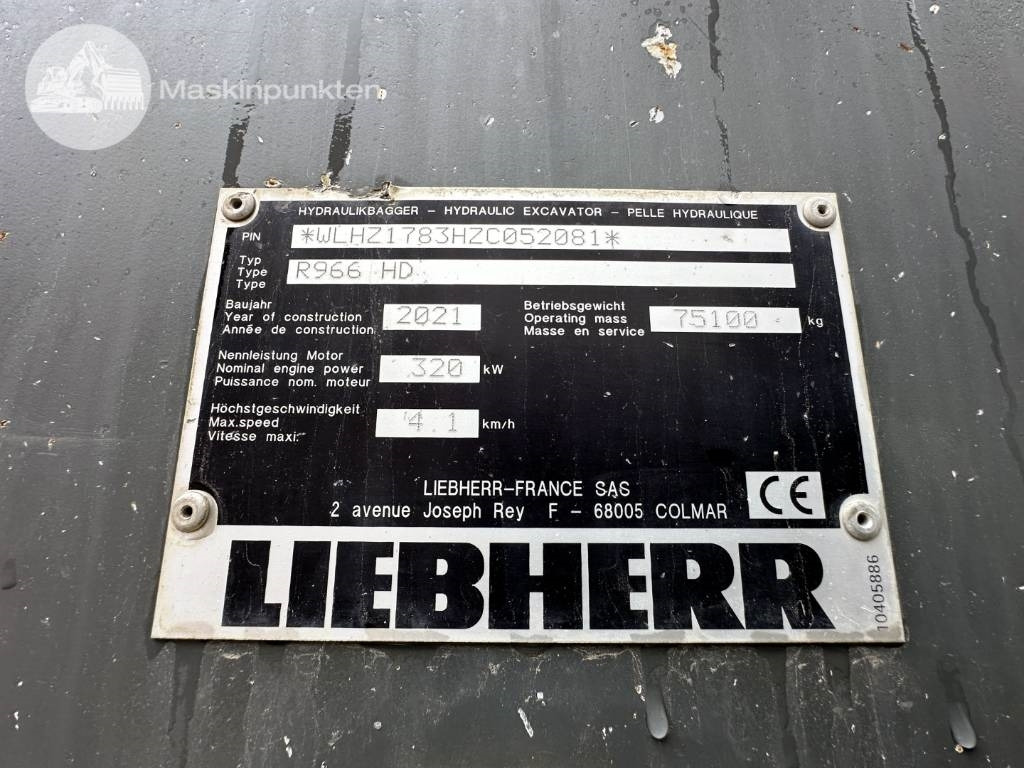 Maskinpunkten
HYDRAULIKBAGGER – HYDRAULIC EXCAVATOR – PELLE HYDRAULIQUE
PIN *WLHZ1783HZC052081*
Typ
Type R966 HD
Type
Baujahr
Year of construction 2021
Année de construction
Betriebsgewicht
Operating mass 75100 kg
Masse en service
Nennleistung Motor
Nominal engine power 320 kW
Puissance nom. moteur
Höchstgeschwindigkeit
Max.speed 4.1 km/h
Vitesse maxi.
LIEBHERR–FRANCE SAS
2 avenue Joseph Rey F – 68005 COLMAR
CE
LIEBHERR
10405886